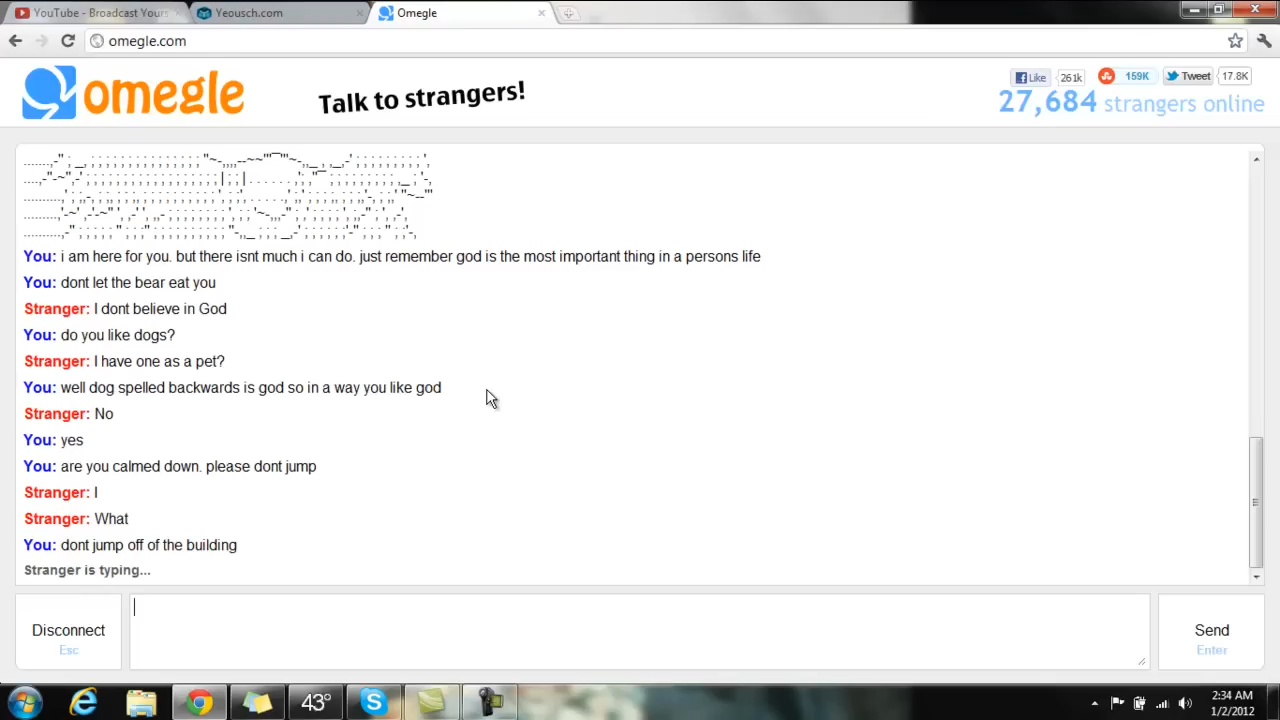 YouTube - Broadcast Yours
Yeousch.com
Omegle
omegle.com
omegle
Talk to strangers!
Like 261k 159K Tweet 17.8K
27,684 strangers online
You: i am here for you. but there isnt much i can do. just remember god is the most important thing in a persons life
You: dont let the bear eat you
Stranger: I dont believe in God
You: do you like dogs?
Stranger: I have one as a pet?
You: well dog spelled backwards is god so in a way you like god
Stranger: No
You: yes
You: are you calmed down. please dont jump
Stranger: I
Stranger: What
You: dont jump off of the building
Stranger is typing...
Disconnect
Esc
Send
Enter
43°
2:34 AM
1/2/2012